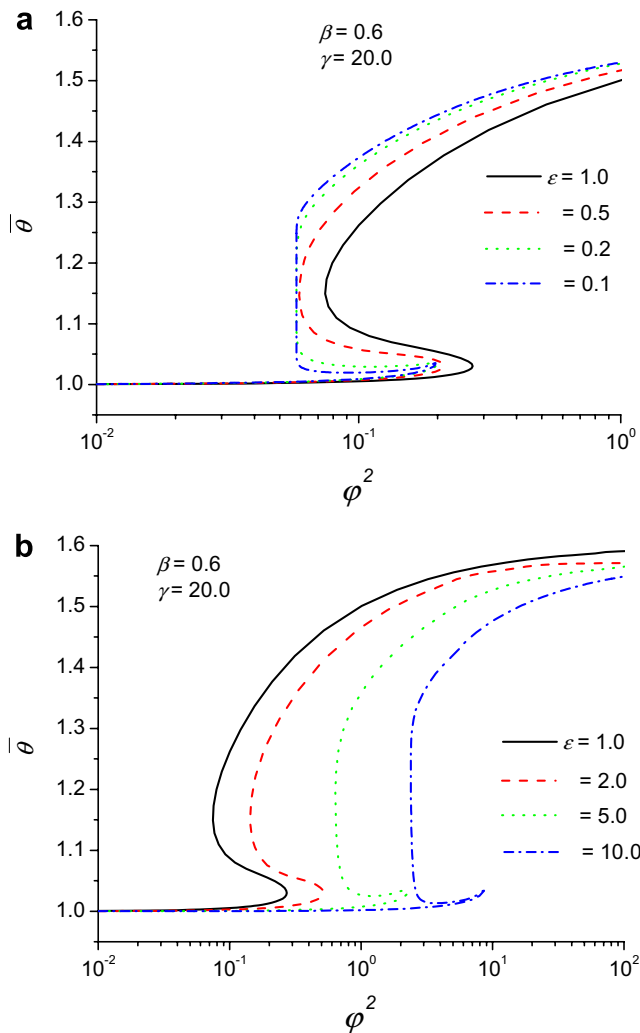 a
1.6
1.5
1.4
1.3
1.2
1.1
1.0
θ̅
β = 0.6
γ = 20.0
ε = 1.0
= 0.5
= 0.2
= 0.1
10⁻² 10⁻¹ 10⁰
φ²
b
1.6
1.5
1.4
1.3
1.2
1.1
1.0
θ̅
β = 0.6
γ = 20.0
ε = 1.0
= 2.0
= 5.0
= 10.0
10⁻² 10⁻¹ 10⁰ 10¹ 10²
φ²